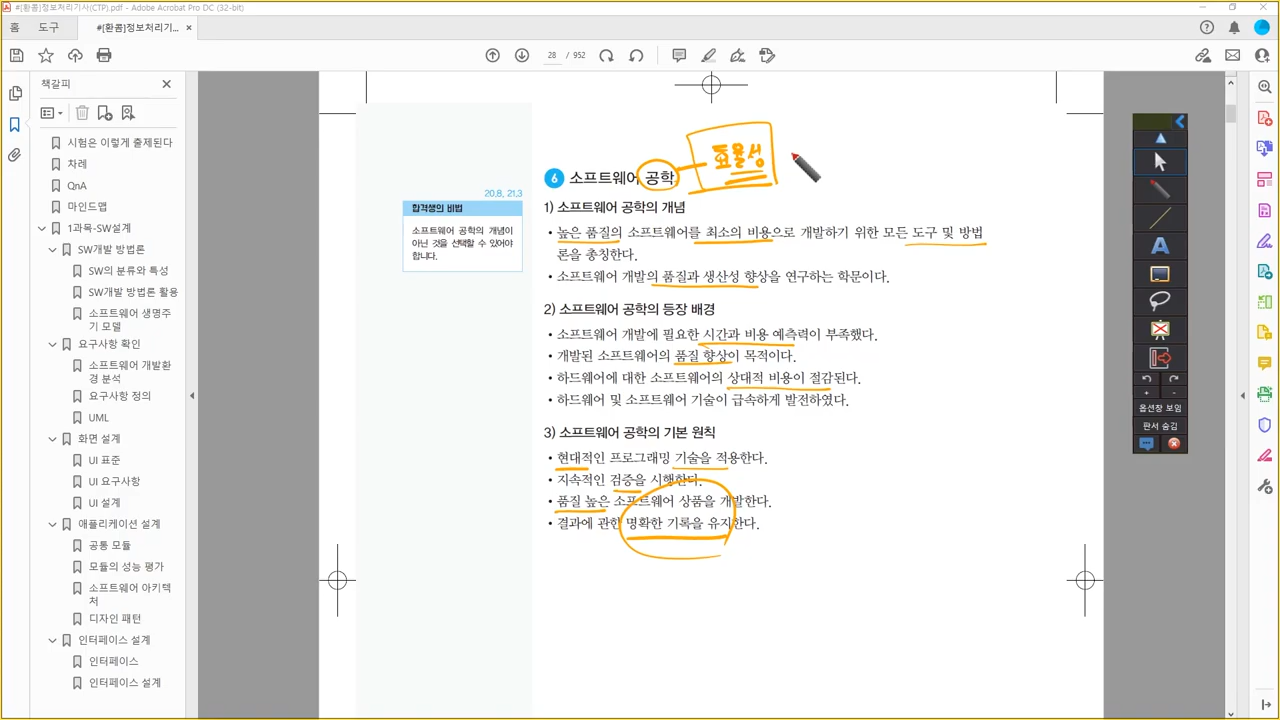 #[환콤]정보처리기사(CTP).pdf - Adobe Acrobat Pro DC (32-bit)
홈 도구 #[환콤]정보처리기... ×
28 / 952
책갈피
시험은 이렇게 출제된다
차례
QnA
마인드맵
1과목-SW설계
SW개발 방법론
SW의 분류와 특성
SW개발 방법론 활용
소프트웨어 생명주
기 모델
요구사항 확인
소프트웨어 개발환
경 분석
요구사항 정의
UML
화면 설계
UI 표준
UI 요구사항
UI 설계
애플리케이션 설계
공통 모듈
모듈의 성능 평가
소프트웨어 아키텍
처
디자인 패턴
인터페이스 설계
인터페이스
인터페이스 설계
20.8, 21.3
합격생의 비법
소프트웨어 공학의 개념이
아닌 것을 선택할 수 있어야
합니다.
효율성
6 소프트웨어 공학
1) 소프트웨어 공학의 개념
• 높은 품질의 소프트웨어를 최소의 비용으로 개발하기 위한 모든 도구 및 방법
론을 총칭한다.
• 소프트웨어 개발의 품질과 생산성 향상을 연구하는 학문이다.
2) 소프트웨어 공학의 등장 배경
• 소프트웨어 개발에 필요한 시간과 비용 예측력이 부족했다.
• 개발된 소프트웨어의 품질 향상이 목적이다.
• 하드웨어에 대한 소프트웨어의 상대적 비용이 절감된다.
• 하드웨어 및 소프트웨어 기술이 급속하게 발전하였다.
3) 소프트웨어 공학의 기본 원칙
• 현대적인 프로그래밍 기술을 적용한다.
• 지속적인 검증을 시행한다.
• 품질 높은 소프트웨어 상품을 개발한다.
• 결과에 관한 명확한 기록을 유지한다.
A
+ -
옵션창 보임
판서 숨김